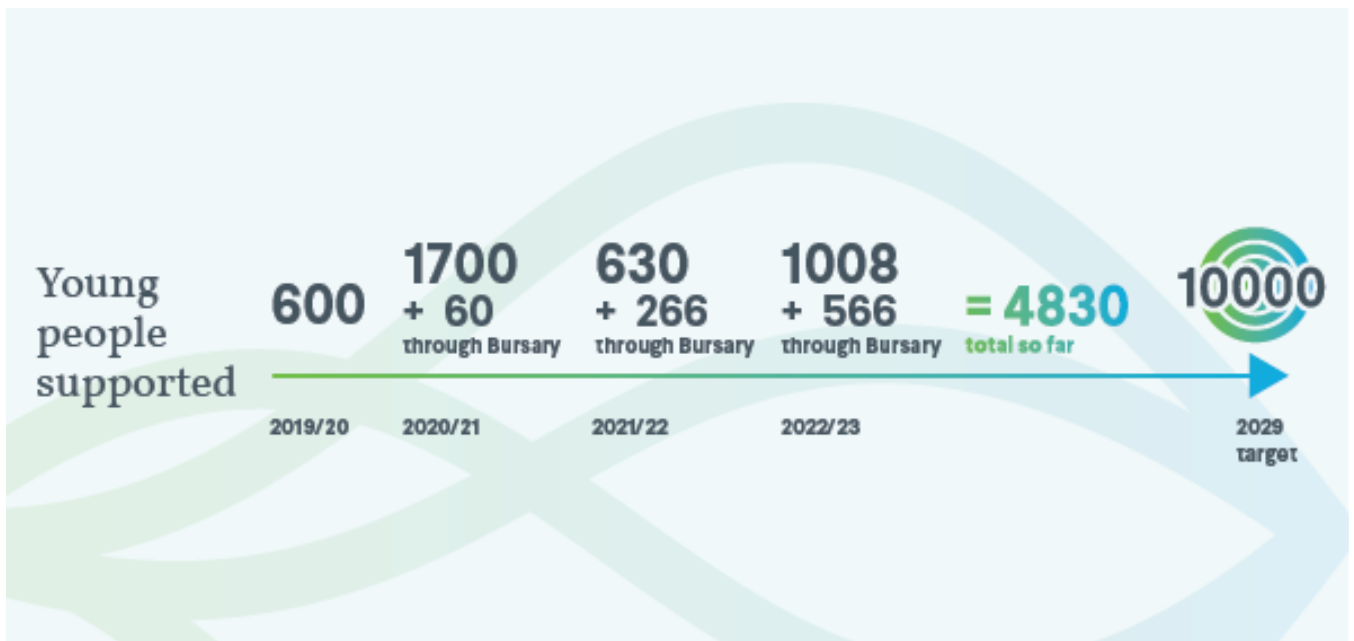 Young
people
supported
600
1700
+ 60
through Bursary
630
+ 266
through Bursary
1008
+ 566
through Bursary
= 4830
total so far
10000
2019/20
2020/21
2021/22
2022/23
2029
target